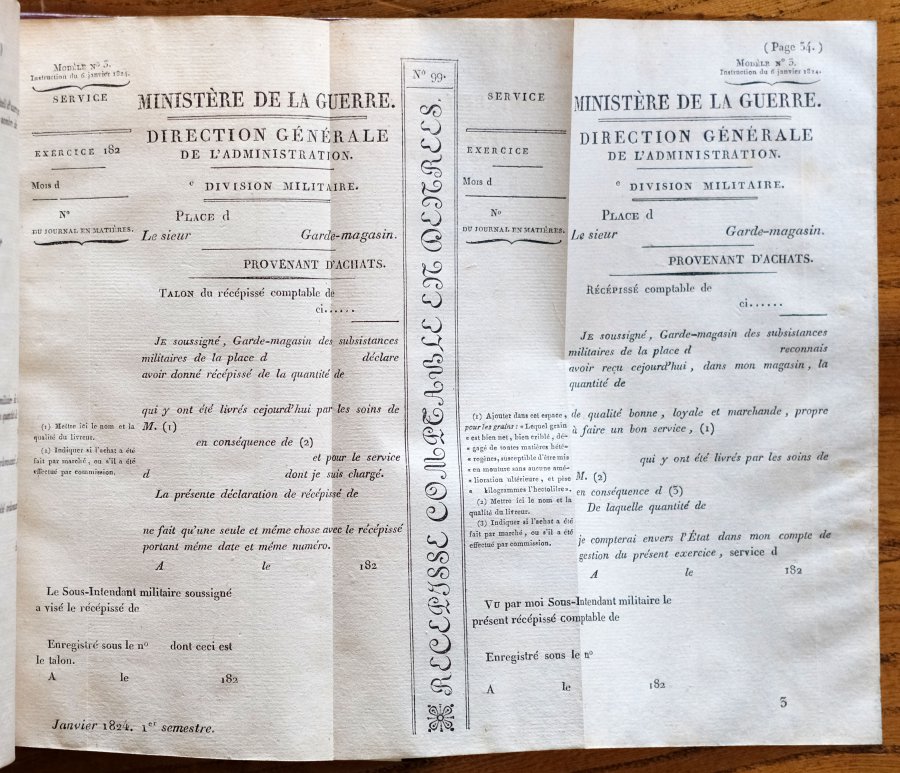 Modèle N° 3.
Instruction du 6 janvier 1824.
SERVICE
EXERCICE 182
Mois d
N°
DU JOURNAL EN MATIÈRES.
MINISTÈRE DE LA GUERRE.
DIRECTION GÉNÉRALE
DE L'ADMINISTRATION.
e DIVISION MILITAIRE.
PLACE d
Le sieur Garde-magasin.
PROVENANT D'ACHATS.
TALON du récépissé comptable de
ci......
JE soussigné, Garde-magasin des subsistances
militaires de la place d déclare
avoir donné récépissé de la quantité de
qui y ont été livrés cejourd'hui par les soins de
M. (1)
en conséquence de (2)
et pour le service
d dont je suis chargé.
La présente déclaration de récépissé de
ne fait qu'une seule et même chose avec le récépissé
portant même date et même numéro.
A le 182
(1) Mettre ici le nom et la
qualité du livreur.
(2) Indiquer si l'achat a été
fait par marché, ou s'il a été
effectué par commission.
Le Sous-Intendant militaire soussigné
a visé le récépissé de
Enregistré sous le n° dont ceci est
le talon.
A le 182
Janvier 1824. 1er semestre.
N° 99.
RÉCÉPISSÉ COMPTABLE EN DENRÉES.
(Page 34.)
Modèle N° 3.
Instruction du 6 janvier 1824.
SERVICE
EXERCICE
Mois d
N°
DU JOURNAL EN MATIÈRES.
MINISTÈRE DE LA GUERRE.
DIRECTION GÉNÉRALE
DE L'ADMINISTRATION.
e DIVISION MILITAIRE.
PLACE d
Le sieur Garde-magasin.
PROVENANT D'ACHATS.
RÉCÉPISSÉ comptable de
ci......
JE soussigné, Garde-magasin des subsistances
militaires de la place d reconnais
avoir reçu cejourd'hui, dans mon magasin, la
quantité de
de qualité bonne, loyale et marchande, propre
à faire un bon service, (1)
qui y ont été livrés par les soins de
M. (2)
en conséquence d (3)
De laquelle quantité de
je compterai envers l'État dans mon compte de
gestion du présent exercice, service d
A le 182
(1) Ajouter dans cet espace,
pour les grains: « Lequel grain
« est bien net, bien criblé, dé-
« gagé de toutes matières hété-
« rogènes, susceptible d'être mis
« en mouture sans aucune amé-
« lioration ultérieure, et pèse
« kilogrammes l'hectolitre».
(2) Mettre ici le nom et la
qualité du livreur.
(3) Indiquer si l'achat a été
fait par marché, ou s'il a été
effectué par commission.
VU par moi Sous-Intendant militaire le
présent récépissé comptable de
Enregistré sous le n°
A le 182
3